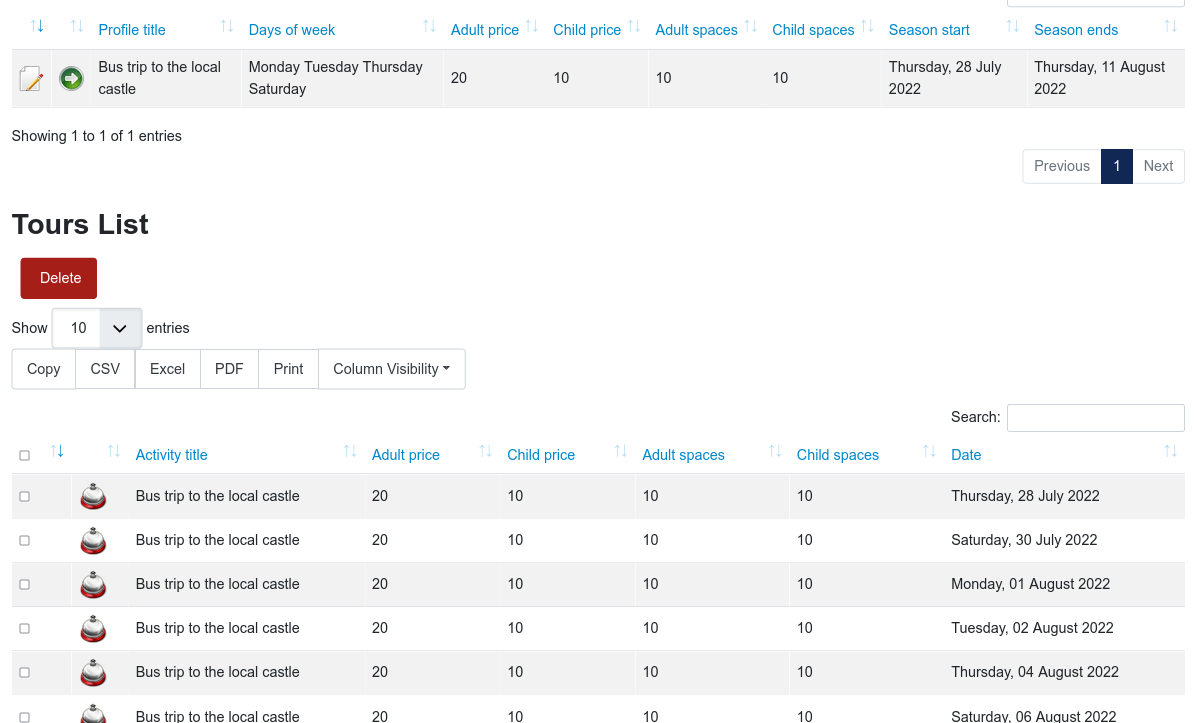 Profile title Days of week Adult price Child price Adult spaces Child spaces Season start Season ends
Bus trip to the local Monday Tuesday Thursday 20 10 10 10 Thursday, 28 July Thursday, 11 August
castle Saturday 2022 2022
Showing 1 to 1 of 1 entries
Previous 1 Next
Tours List
Delete
Show 10 entries
Copy CSV Excel PDF Print Column Visibility
Search:
Activity title Adult price Child price Adult spaces Child spaces Date
Bus trip to the local castle 20 10 10 10 Thursday, 28 July 2022
Bus trip to the local castle 20 10 10 10 Saturday, 30 July 2022
Bus trip to the local castle 20 10 10 10 Monday, 01 August 2022
Bus trip to the local castle 20 10 10 10 Tuesday, 02 August 2022
Bus trip to the local castle 20 10 10 10 Thursday, 04 August 2022
Bus trip to the local castle 20 10 10 10 Saturday, 06 August 2022